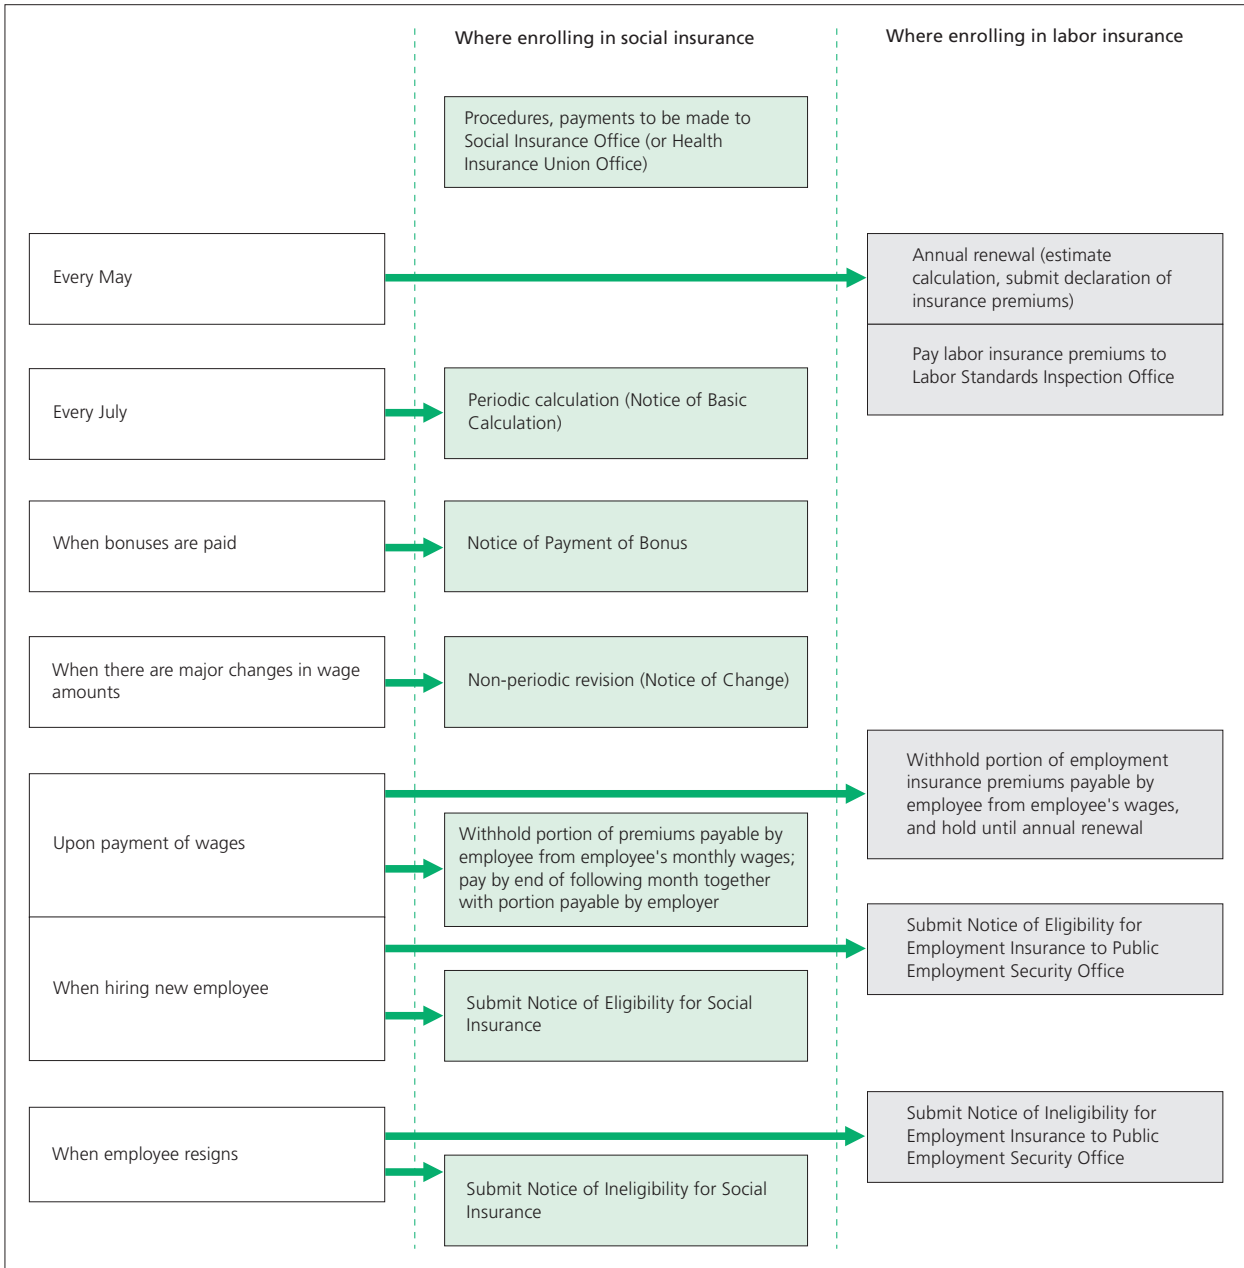 Where enrolling in social insurance
Where enrolling in labor insurance
Procedures, payments to be made to
Social Insurance Office (or Health
Insurance Union Office)
Every May
Annual renewal (estimate
calculation, submit declaration of
insurance premiums)
Pay labor insurance premiums to
Labor Standards Inspection Office
Every July
Periodic calculation (Notice of Basic
Calculation)
When bonuses are paid
Notice of Payment of Bonus
When there are major changes in wage
amounts
Non-periodic revision (Notice of Change)
Upon payment of wages
Withhold portion of employment
insurance premiums payable by
employee from employee's wages,
and hold until annual renewal
Withhold portion of premiums payable by
employee from employee's monthly wages;
pay by end of following month together
with portion payable by employer
When hiring new employee
Submit Notice of Eligibility for
Employment Insurance to Public
Employment Security Office
Submit Notice of Eligibility for Social
Insurance
When employee resigns
Submit Notice of Ineligibility for
Employment Insurance to Public
Employment Security Office
Submit Notice of Ineligibility for Social
Insurance